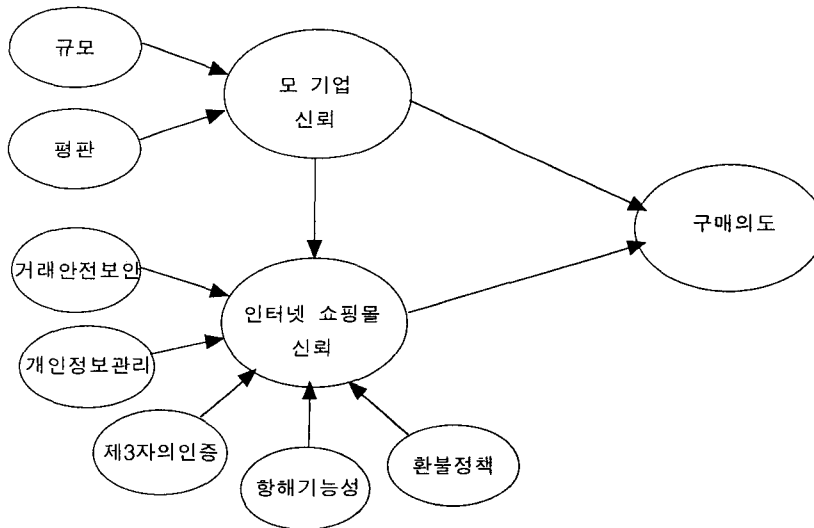 규모
모 기업
신뢰
평판
구매의도
거래안전보안
인터넷 쇼핑몰
신뢰
개인정보관리
제3자의인증
항해기능성
환불정책